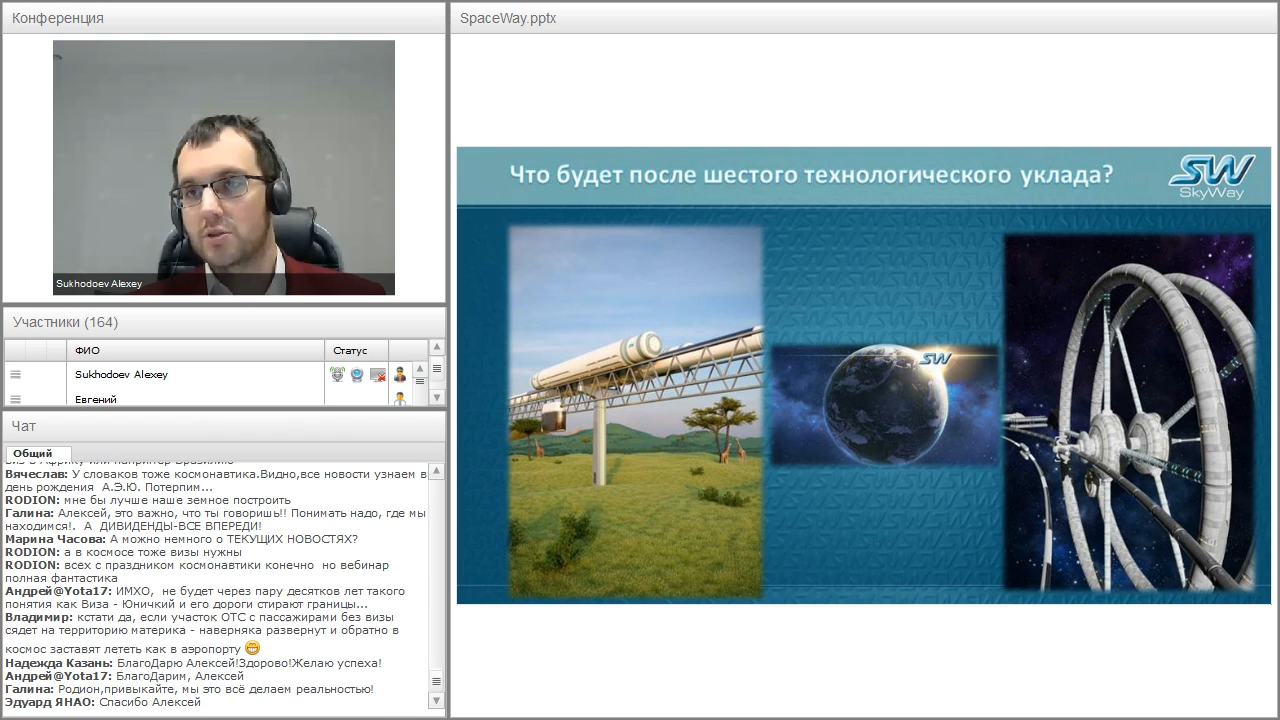 Конференция
Sukhodoev Alexey
Участники (164)
ФИО
Статус
Sukhodoev Alexey
Евгений
Чат
Общий
Вячеслав: У словаков тоже космонавтика.Видно,все новости узнаем в
день рождения А.Э.Ю. Потерпим...
RODION: мне бы лучше наше земное построить
Галина: Алексей, это важно, что ты говоришь!! Понимать надо, где мы
находимся!. А ДИВИДЕНДЫ-ВСЕ ВПЕРЕДИ!
Марина Часова: А можно немного о ТЕКУЩИХ НОВОСТЯХ?
RODION: а в космосе тоже визы нужны
RODION: всех с праздником космонавтики конечно но вебинар
полная фантастика
Андрей@Yota17: ИМХО, не будет через пару десятков лет такого
понятия как Виза - Юничкий и его дороги стирают границы...
Владимир: кстати да, если участок ОТС с пассажирами без визы
сядет на территорию материка - наверняка развернут и обратно в
космос заставят лететь как в аэропорту
Надежда Казань: БлагоДарю Алексей!Здорово!Желаю успеха!
Андрей@Yota17: БлагоДарим, Алексей
Галина: Родион,привыкайте, мы это всё делаем реальностью!
Эдуард ЯНАО: Спасибо Алексей
SpaceWay.pptx
Что будет после шестого технологического уклада?
SW
SkyWay
SW